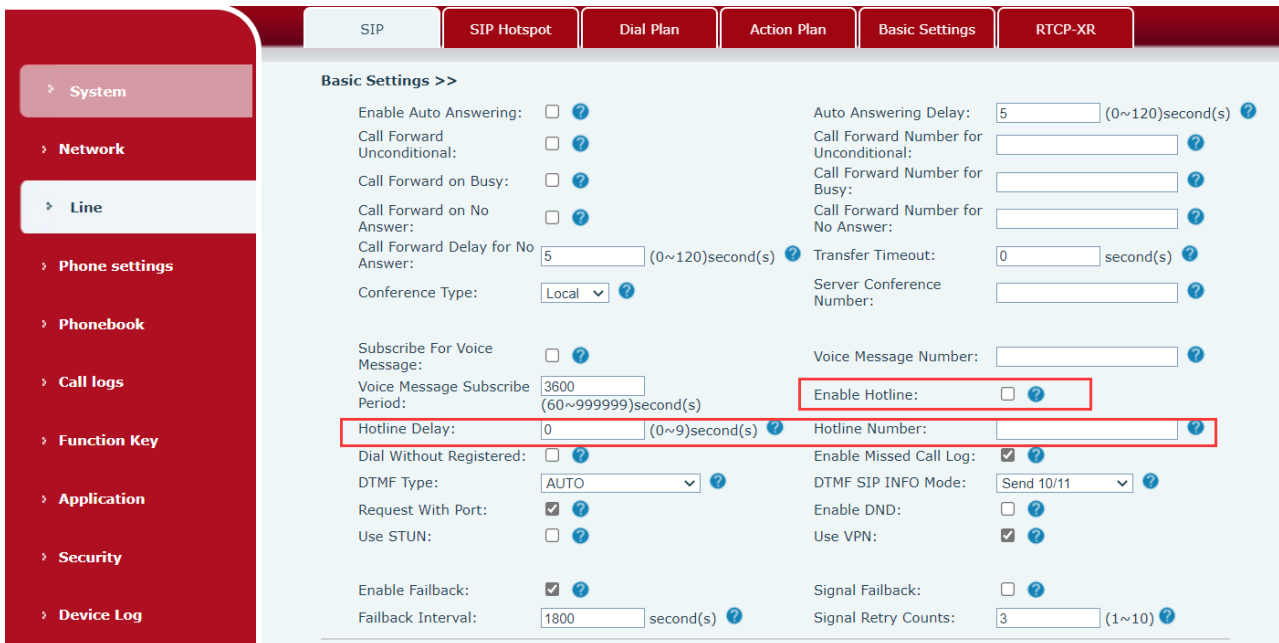 SIP
SIP Hotspot
Dial Plan
Action Plan
Basic Settings
RTCP-XR
System
Network
Line
Phone settings
Phonebook
Call logs
Function Key
Application
Security
Device Log
Basic Settings >>
Enable Auto Answering:
Auto Answering Delay: 5 (0~120)second(s)
Call Forward
Unconditional:
Call Forward Number for
Unconditional:
Call Forward on Busy:
Call Forward Number for
Busy:
Call Forward on No
Answer:
Call Forward Number for
No Answer:
Call Forward Delay for No
Answer: 5 (0~120)second(s)
Transfer Timeout: 0 second(s)
Conference Type: Local
Server Conference
Number:
Subscribe For Voice
Message:
Voice Message Number:
Voice Message Subscribe
Period: 3600
(60~999999)second(s)
Enable Hotline:
Hotline Delay: 0 (0~9)second(s)
Hotline Number:
Dial Without Registered:
Enable Missed Call Log:
DTMF Type: AUTO
DTMF SIP INFO Mode: Send 10/11
Request With Port:
Enable DND:
Use STUN:
Use VPN:
Enable Failback:
Signal Failback:
Failback Interval: 1800 second(s)
Signal Retry Counts: 3 (1~10)